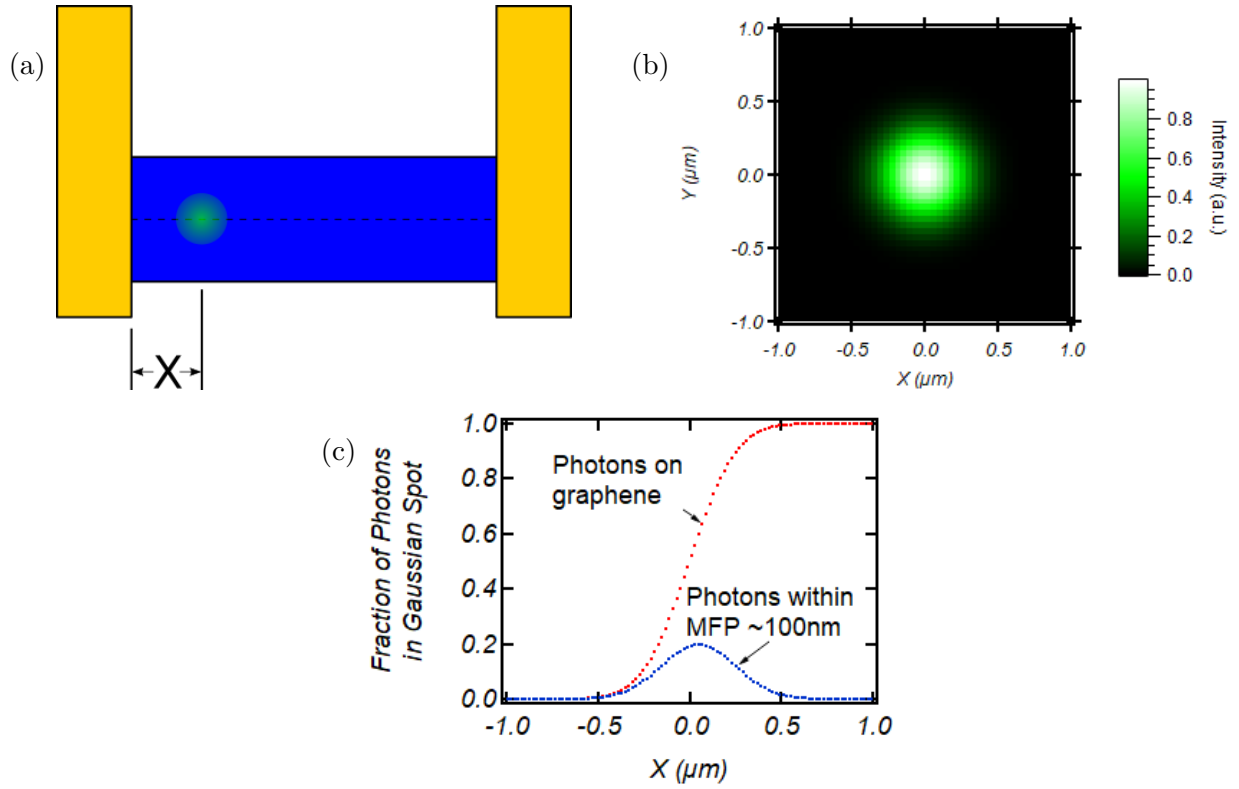 (a)
X
(b)
1.0
0.5
0.0
-0.5
-1.0
Y (µm)
-1.0 -0.5 0.0 0.5 1.0
X (µm)
0.8
0.6
0.4
0.2
0.0
Intensity (a.u.)
(c)
1.0
0.8
0.6
0.4
0.2
0.0
Fraction of Photons
in Gaussian Spot
Photons on
graphene
Photons within
MFP ~100nm
-1.0 -0.5 0.0 0.5 1.0
X (µm)